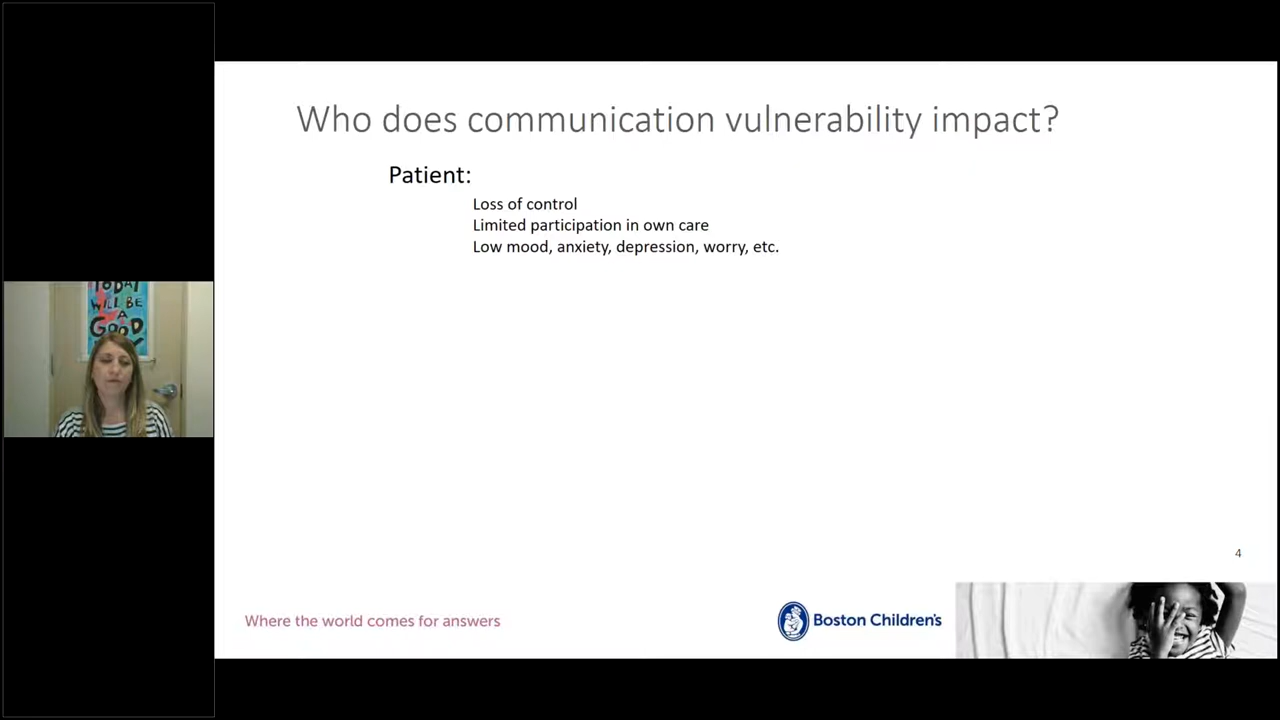 Who does communication vulnerability impact?
Patient:
Loss of control
Limited participation in own care
Low mood, anxiety, depression, worry, etc.
TODAY
WILL BE
A
GOOD
4
Where the world comes for answers
Boston Children's